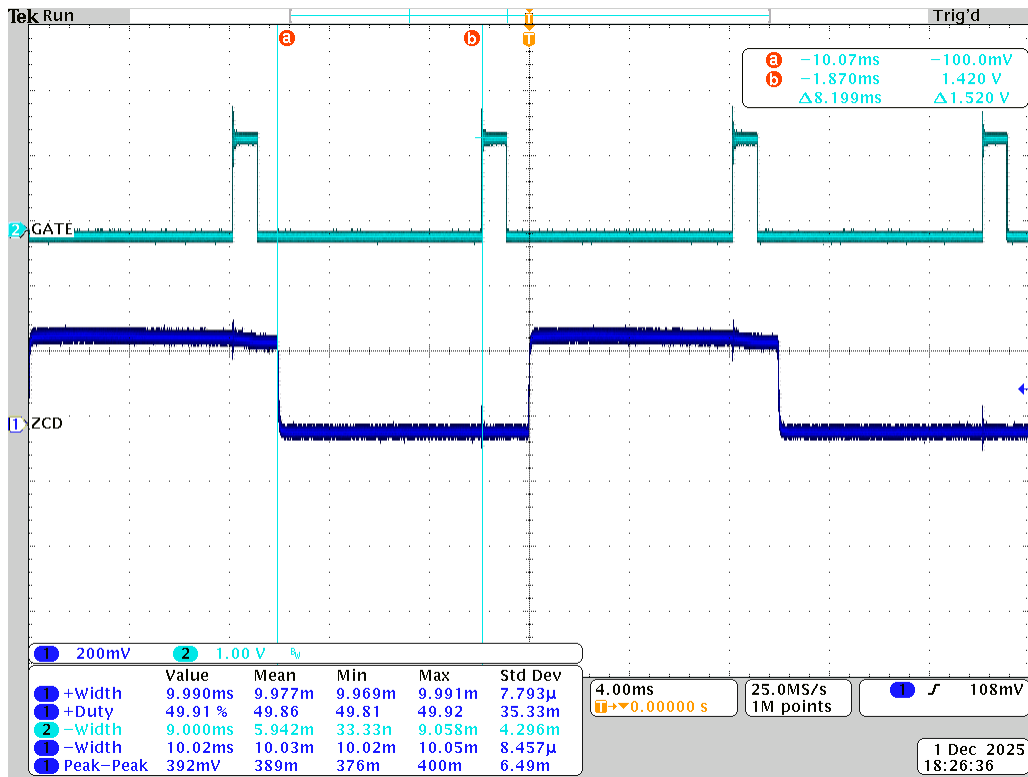 Tek Run Trig'd
a b T
T
a −10.07ms −100.0mV
b −1.870ms 1.420 V
Δ8.199ms Δ1.520 V
2 GATE
1 ZCD
1 200mV 2 1.00 V BW
Value Mean Min Max Std Dev
1 +Width 9.990ms 9.977m 9.969m 9.991m 7.793µ
1 +Duty 49.91 % 49.86 49.81 49.92 35.33m
2 −Width 9.000ms 5.942m 33.33n 9.058m 4.296m
1 −Width 10.02ms 10.03m 10.02m 10.05m 8.457µ
1 Peak−Peak 392mV 389m 376m 400m 6.49m
4.00ms
T→▼0.00000 s
25.0MS/s
1M points
1 108mV
1 Dec 2025
18:26:36